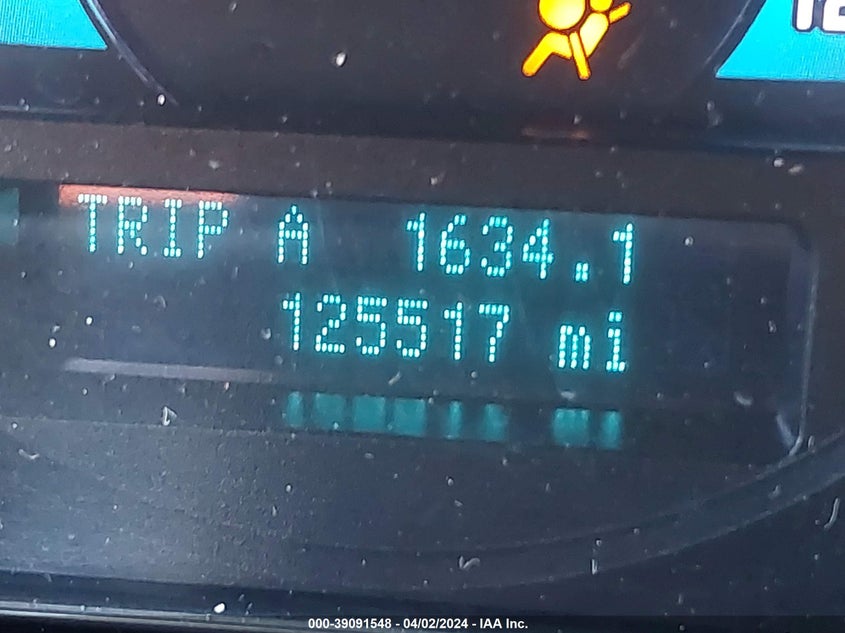 TRIP A 1634.1
125517 mi
000-39091548 - 04/02/2024 - IAA Inc.